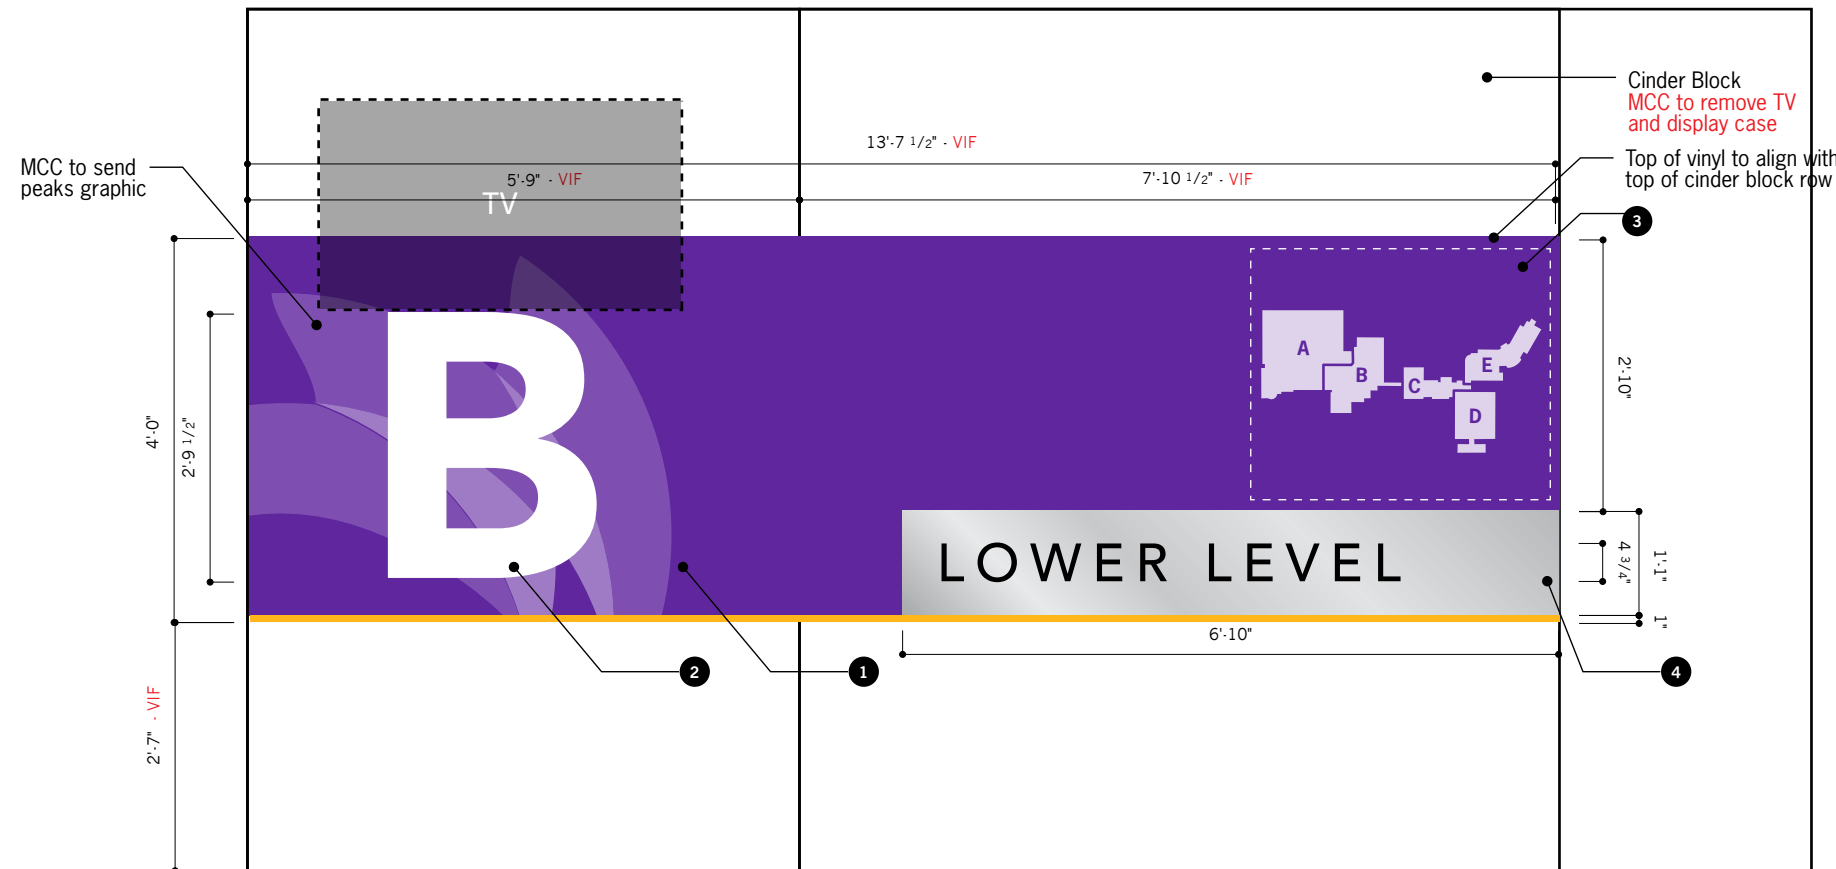 Cinder Block
MCC to remove TV
and display case
13'-7 1/2" - VIF
MCC to send
peaks graphic
Top of vinyl to align with
top of cinder block row
5'-9" - VIF
7'-10 1/2" - VIF
TV
3
A
B
C
E
D
2'-10"
4'-0"
2'-9 1/2"
B
LOWER LEVEL
4 3/4"
1'-1"
1"
6'-10"
2
1
4
2'-7" - VIF